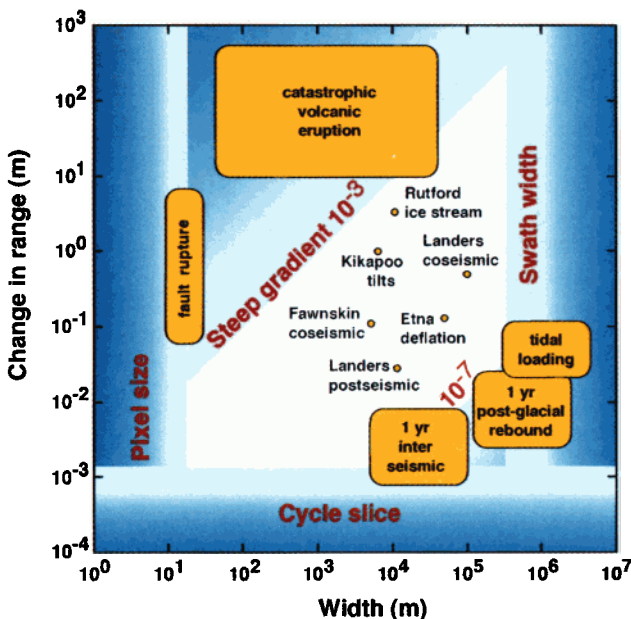 10³
10²
10¹
10⁰
10⁻¹
10⁻²
10⁻³
10⁻⁴
Change in range (m)
catastrophic
volcanic
eruption
fault rupture
Steep gradient 10⁻³
Rutford
ice stream
Kikapoo
tilts
Landers
coseismic
Swath width
Fawnskin
coseismic
Etna
deflation
Landers
postseismic
10⁻⁷
tidal
loading
1 yr
post-glacial
rebound
1 yr
inter
seismic
Pixel size
Cycle slice
10⁰ 10¹ 10² 10³ 10⁴ 10⁵ 10⁶ 10⁷
Width (m)